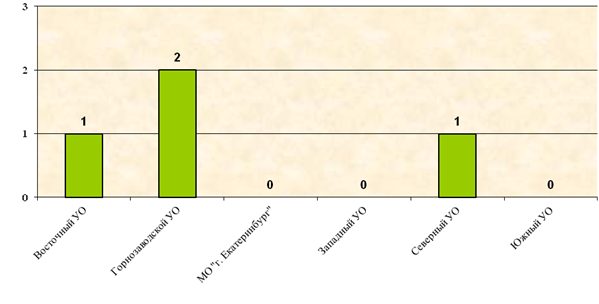 3
2
1
0
1
2
0
0
1
0
Восточный УО
Горнозаводской УО
МО "г. Екатеринбург"
Западный УО
Северный УО
Южный УО